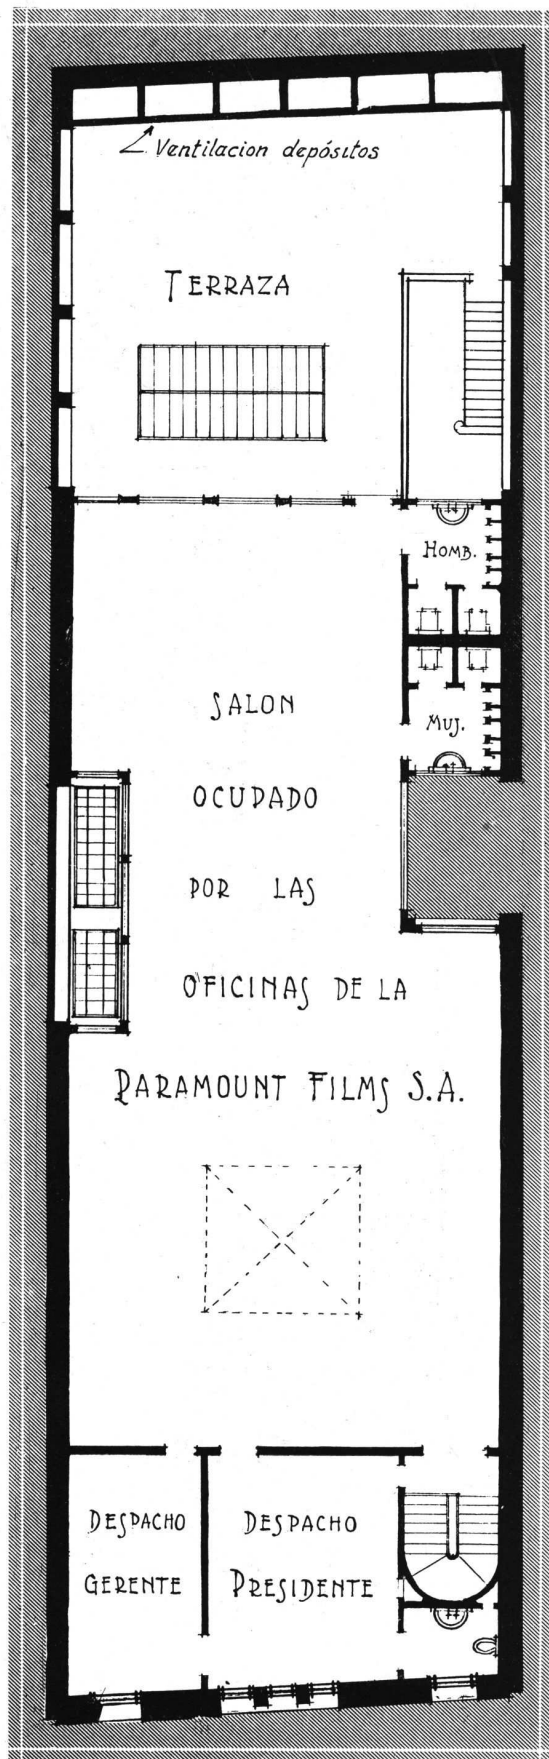 Ventilacion depósitos
TERRAZA
HOMB.
SALON
MUJ.
OCUPADO
POR LAS
OFICINAS DE LA
PARAMOUNT FILMS S.A.
DESPACHO
GERENTE
DESPACHO
PRESIDENTE